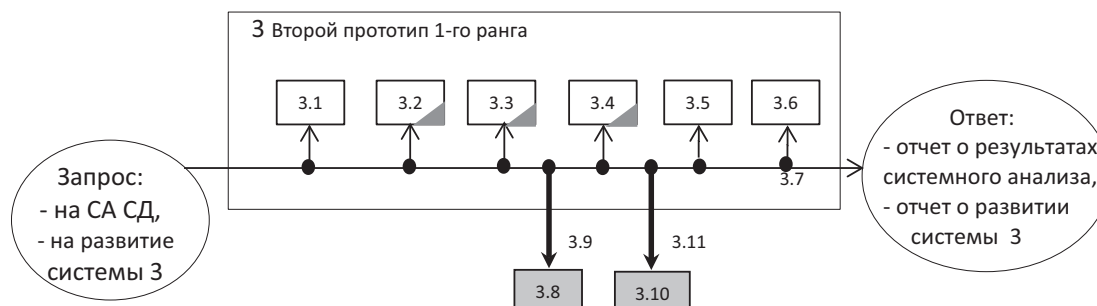 3 Второй прототип 1-го ранга
3.1
3.2
3.3
3.4
3.5
3.6
Запрос:
- на СА СД,
- на развитие
системы 3
3.7
Ответ:
- отчет о результатах
системного анализа,
- отчет о развитии
системы 3
3.9
3.11
3.8
3.10